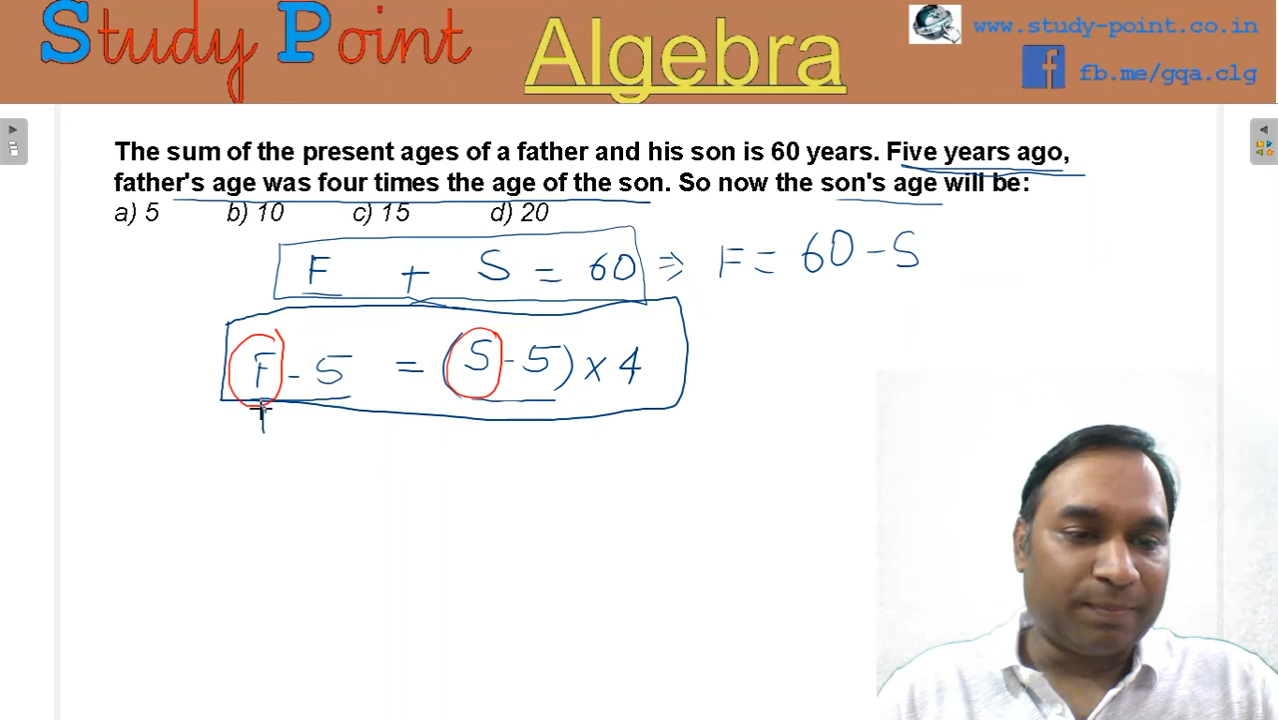 Study Point
Algebra
www.study-point.co.in
fb.me/gqa.clg
The sum of the present ages of a father and his son is 60 years. Five years ago,
father's age was four times the age of the son. So now the son's age will be:
a) 5 b) 10 c) 15 d) 20
F + S = 60 ⇒ F = 60 - S
F - 5 = (S - 5) × 4